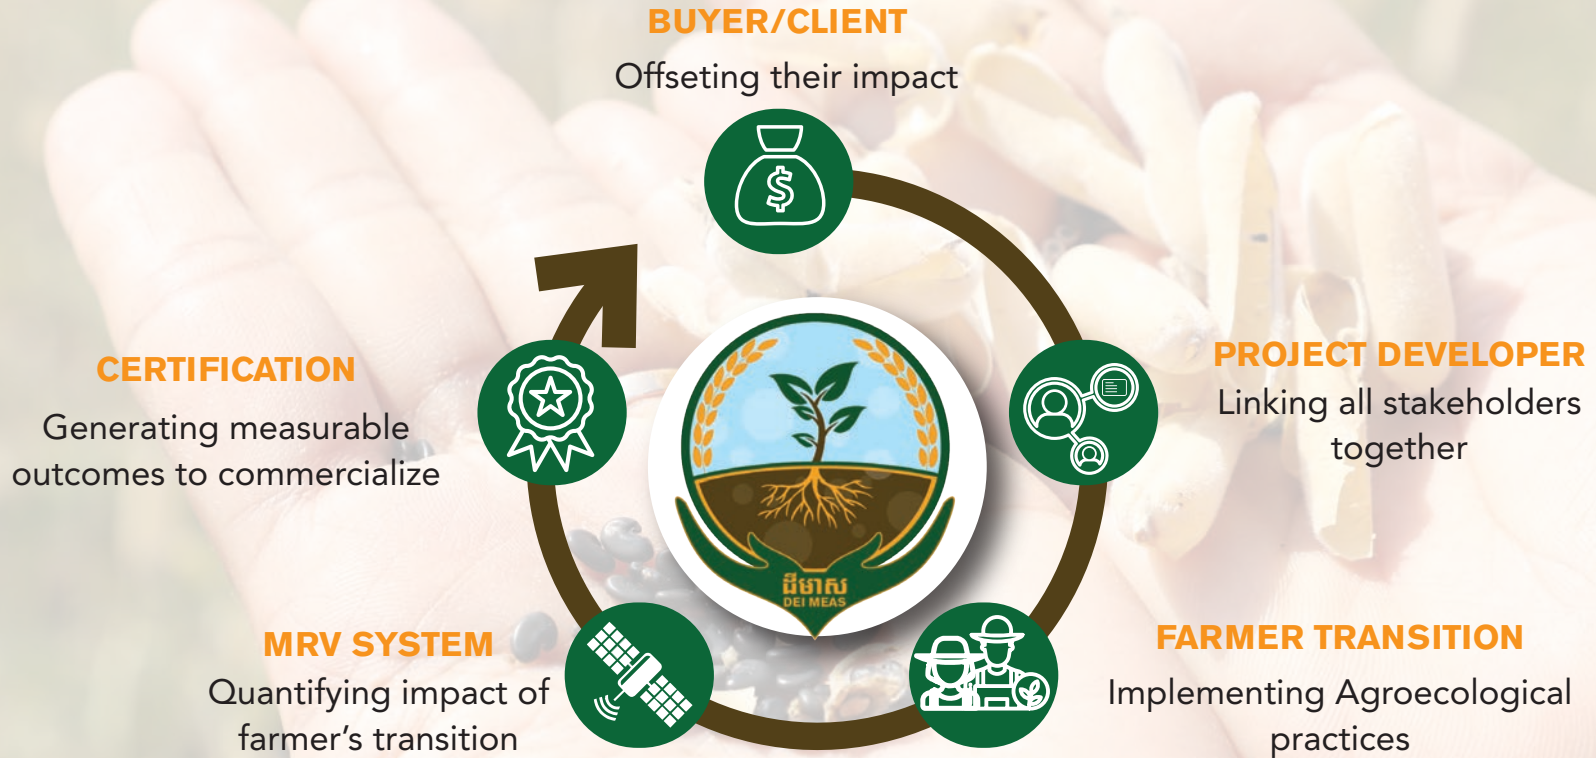 BUYER/CLIENT
Offseting their impact
$
PROJECT DEVELOPER
Linking all stakeholders
together
FARMER TRANSITION
Implementing Agroecological
practices
MRV SYSTEM
Quantifying impact of
farmer’s transition
CERTIFICATION
Generating measurable
outcomes to commercialize
ដីមាស
DEI MEAS